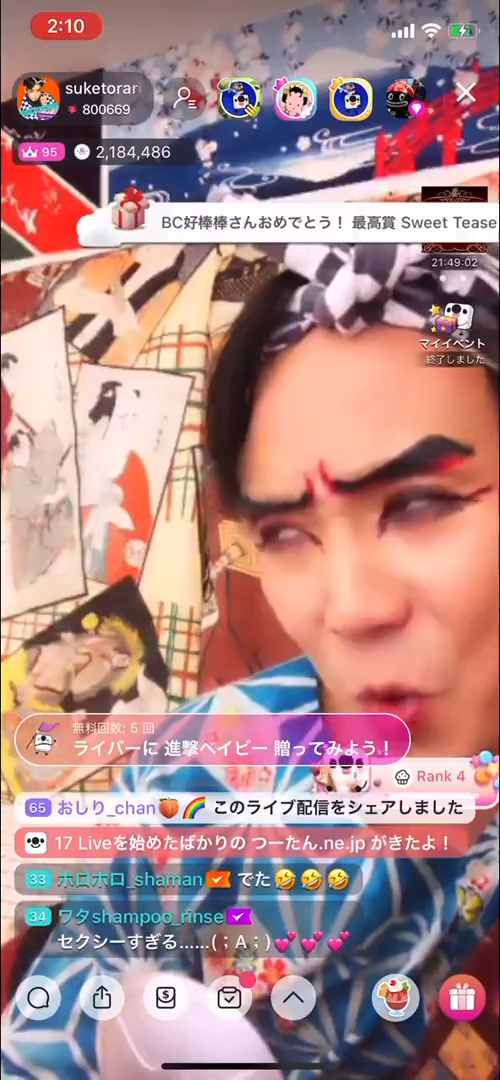 2:10
suketorar
800669
95
2,184,486
BC好棒棒さんおめでとう！ 最高賞 Sweet Tease
21:49:02
マイイベント
終了しました
無料回数: 5 回
ライバーに 進撃ベイビー 贈ってみよう！
Rank 4
65 おしり_chan🍑🌈 このライブ配信をシェアしました
17 Liveを始めたばかりの つーたん.ne.jp がきたよ！
33 ホロホロ_shaman でた🤣🤣🤣
34 ワタshampoo_rinse
セクシーすぎる......(；A；)💕💕💕